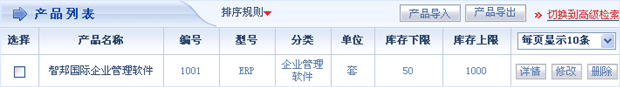 产品列表 排序规则 产品导入 产品导出 >> 切换到高级检索
选择 产品名称 编号 型号 分类 单位 库存下限 库存上限 每页显示10条
智邦国际企业管理软件 1001 ERP 企业管理 套 50 1000 详情 修改 删除
软件